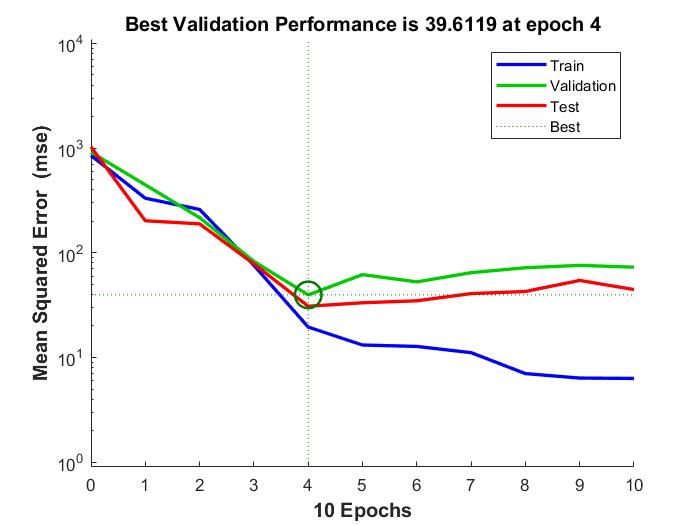 Best Validation Performance is 39.6119 at epoch 4
10^4
10^3
10^2
10^1
10^0
Mean Squared Error (mse)
Train
Validation
Test
Best
0 1 2 3 4 5 6 7 8 9 10
10 Epochs